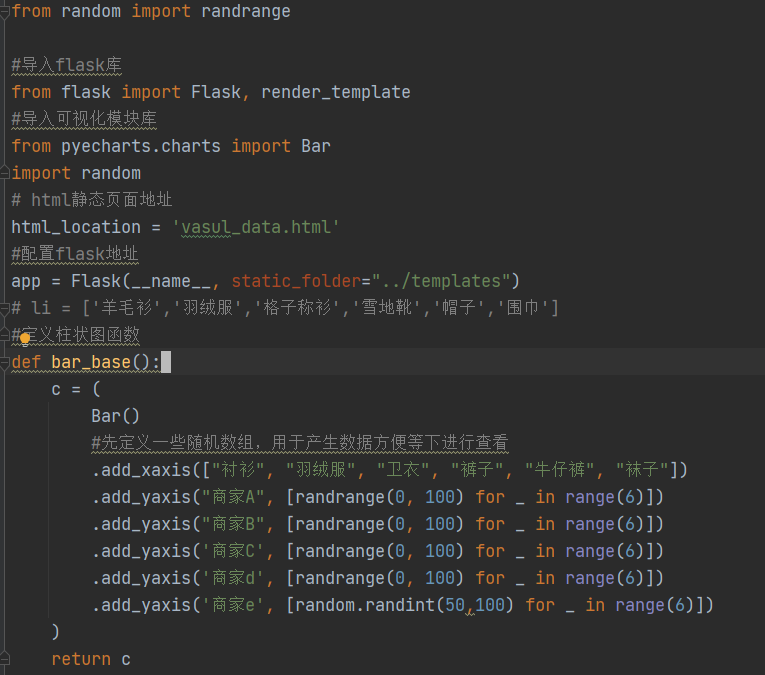 from random import randrange

#导入flask库
from flask import Flask, render_template
#导入可视化模块库
from pyecharts.charts import Bar
import random
# html静态页面地址
html_location = 'vasul_data.html'
#配置flask地址
app = Flask(__name__, static_folder="../templates")
# li = ['羊毛衫','羽绒服','格子称衫','雪地靴','帽子','围巾']
#定义柱状图函数
def bar_base():
    c = (
        Bar()
        #先定义一些随机数组，用于产生数据方便等下进行查看
        .add_xaxis(["衬衫", "羽绒服", "卫衣", "裤子", "牛仔裤", "袜子"])
        .add_yaxis("商家A", [randrange(0, 100) for _ in range(6)])
        .add_yaxis("商家B", [randrange(0, 100) for _ in range(6)])
        .add_yaxis('商家C', [randrange(0, 100) for _ in range(6)])
        .add_yaxis('商家d', [randrange(0, 100) for _ in range(6)])
        .add_yaxis('商家e', [random.randint(50,100) for _ in range(6)])
    )
    return c